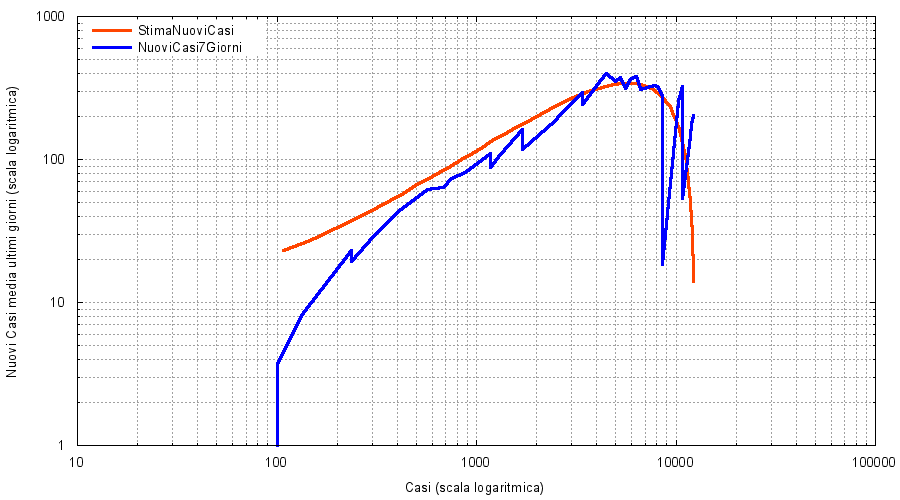 1000
StimaNuoviCasi
NuoviCasi7Giorni
100
10
1
10
100
1000
10000
100000
Nuovi Casi media ultimi giorni (scala logaritmica)
Casi (scala logaritmica)